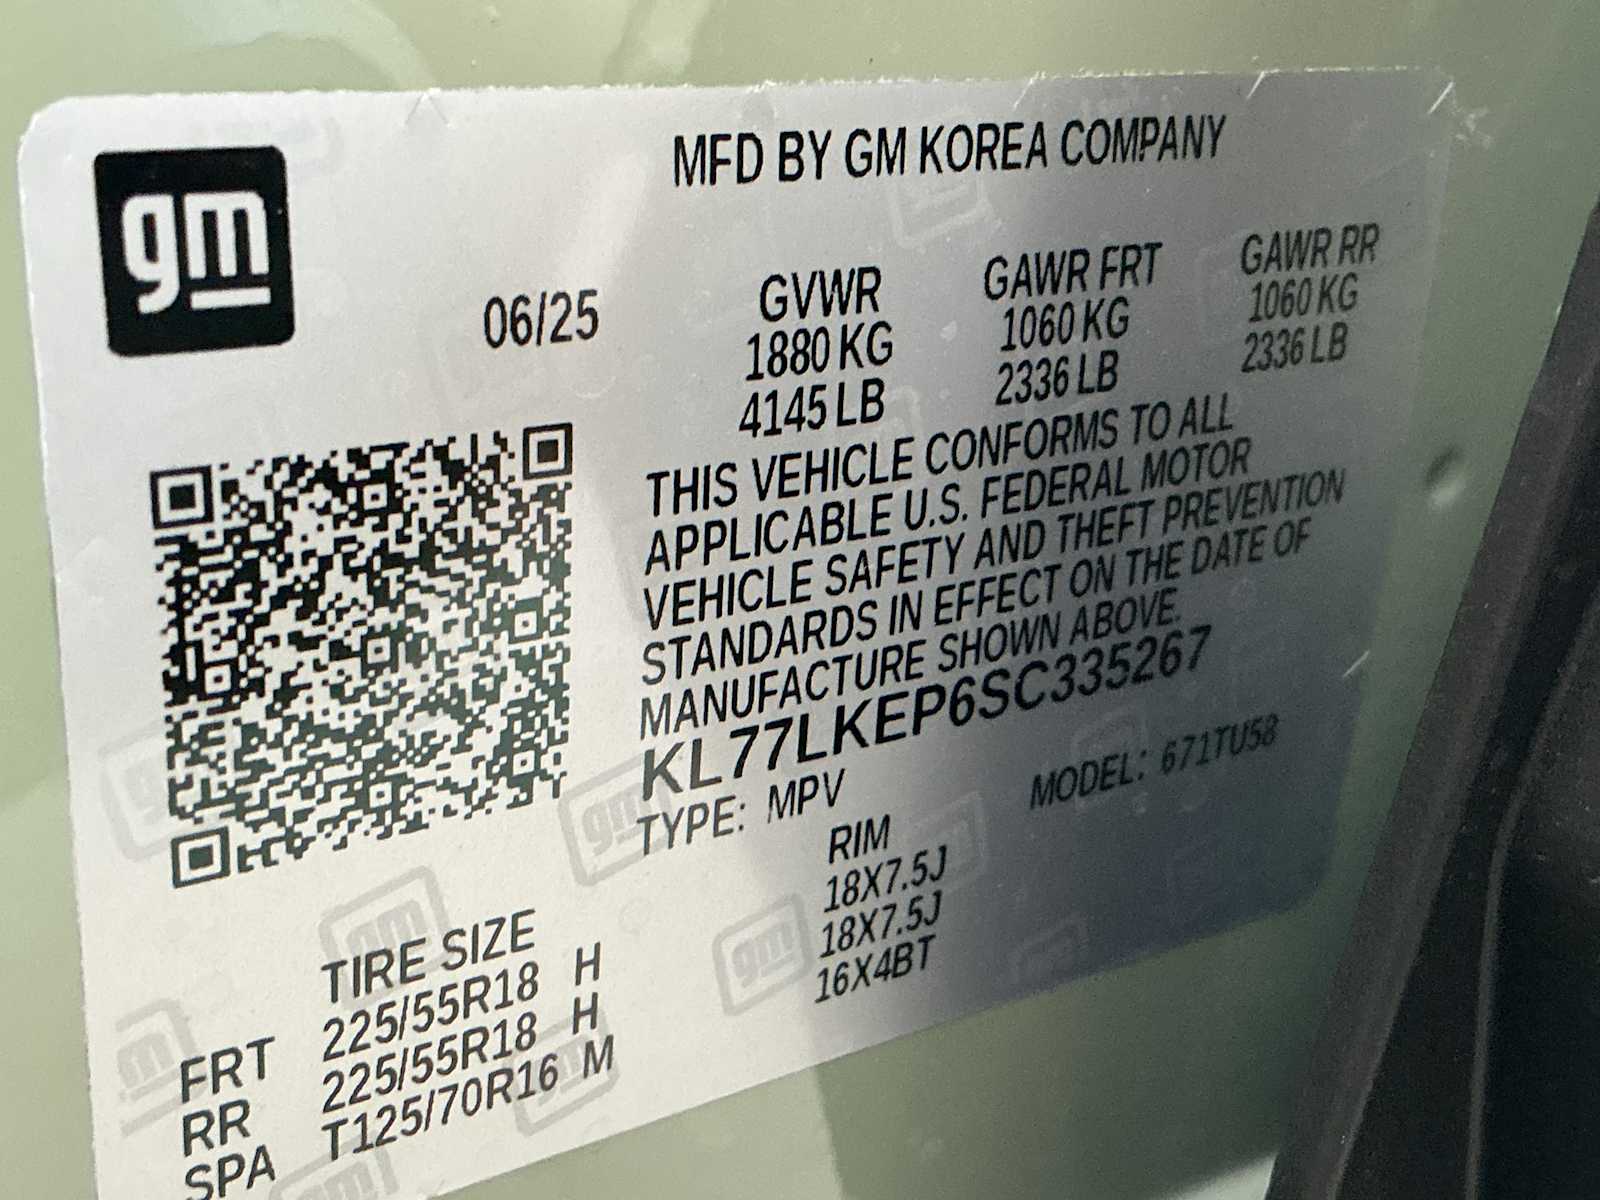 gm
MFD BY GM KOREA COMPANY
06/25
GVWR GAWR FRT GAWR RR
1880 KG 1060 KG 1060 KG
4145 LB 2336 LB 2336 LB
THIS VEHICLE CONFORMS TO ALL
APPLICABLE U.S. FEDERAL MOTOR
VEHICLE SAFETY AND THEFT PREVENTION
STANDARDS IN EFFECT ON THE DATE OF
MANUFACTURE SHOWN ABOVE.
KL77LKEP6SC335267
TYPE: MPV MODEL: 671TU58
TIRE SIZE RIM
FRT 225/55R18 H 18X7.5J
RR 225/55R18 H 18X7.5J
SPA T125/70R16 M 16X4BT